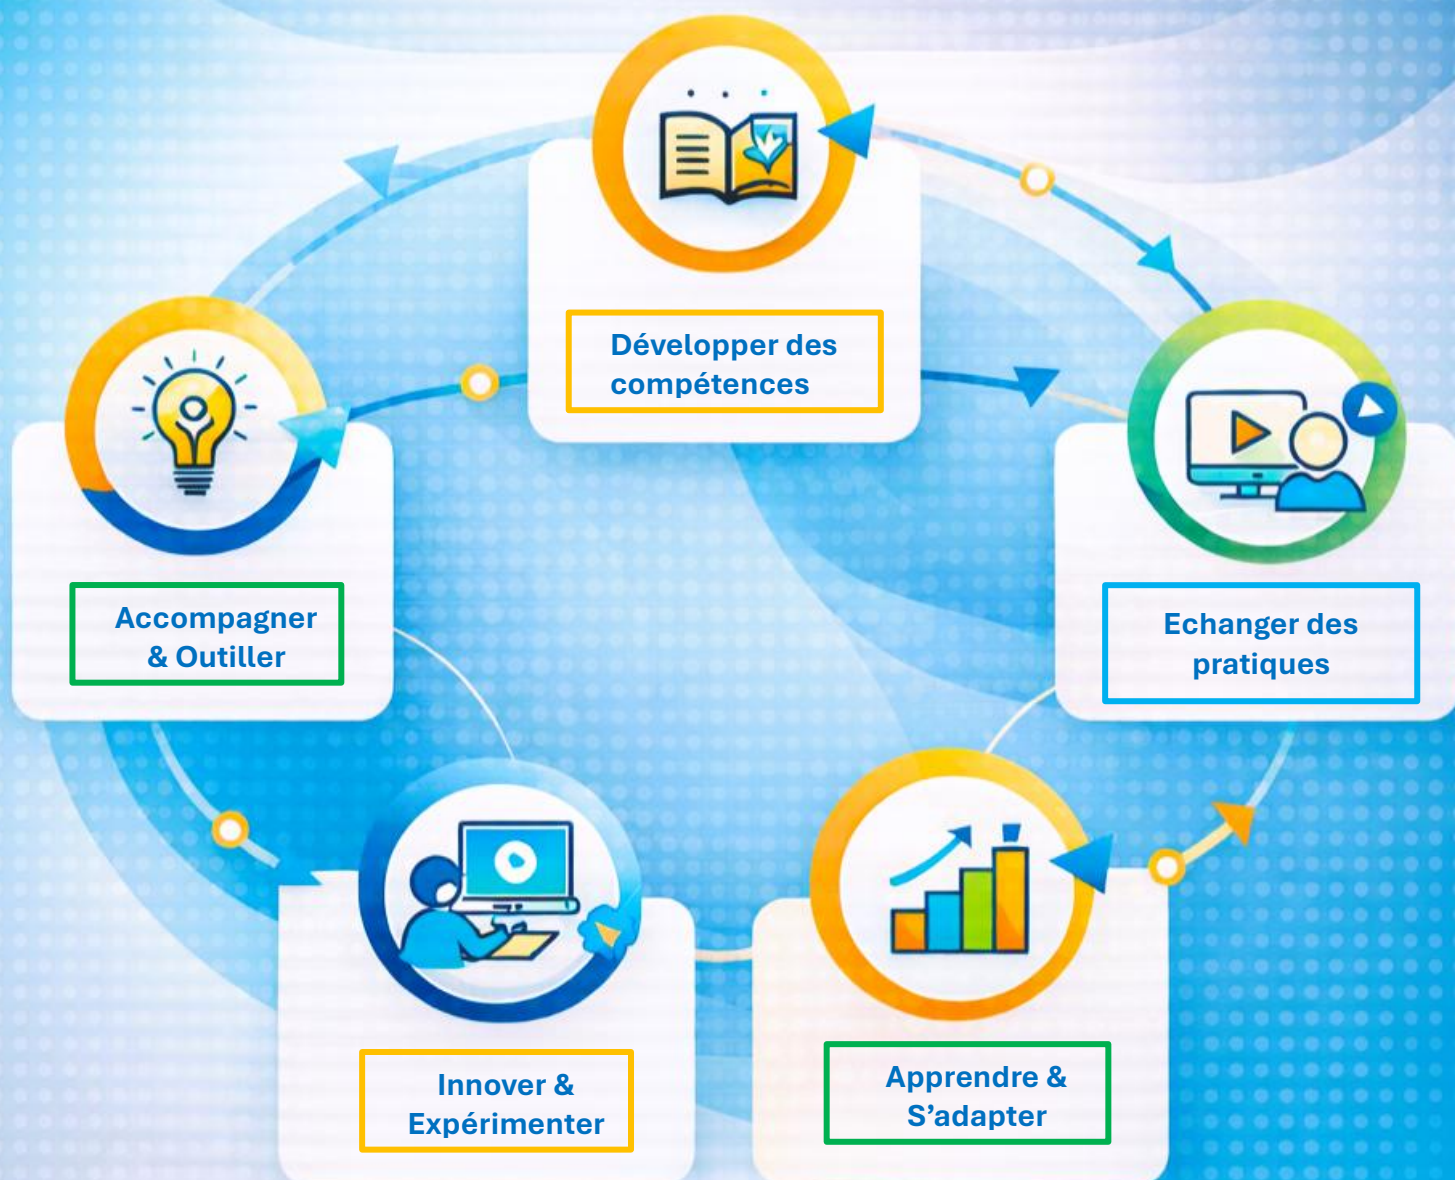 Développer des
compétences
Accompagner
& Outiller
Echanger des
pratiques
Innover &
Expérimenter
Apprendre &
S’adapter